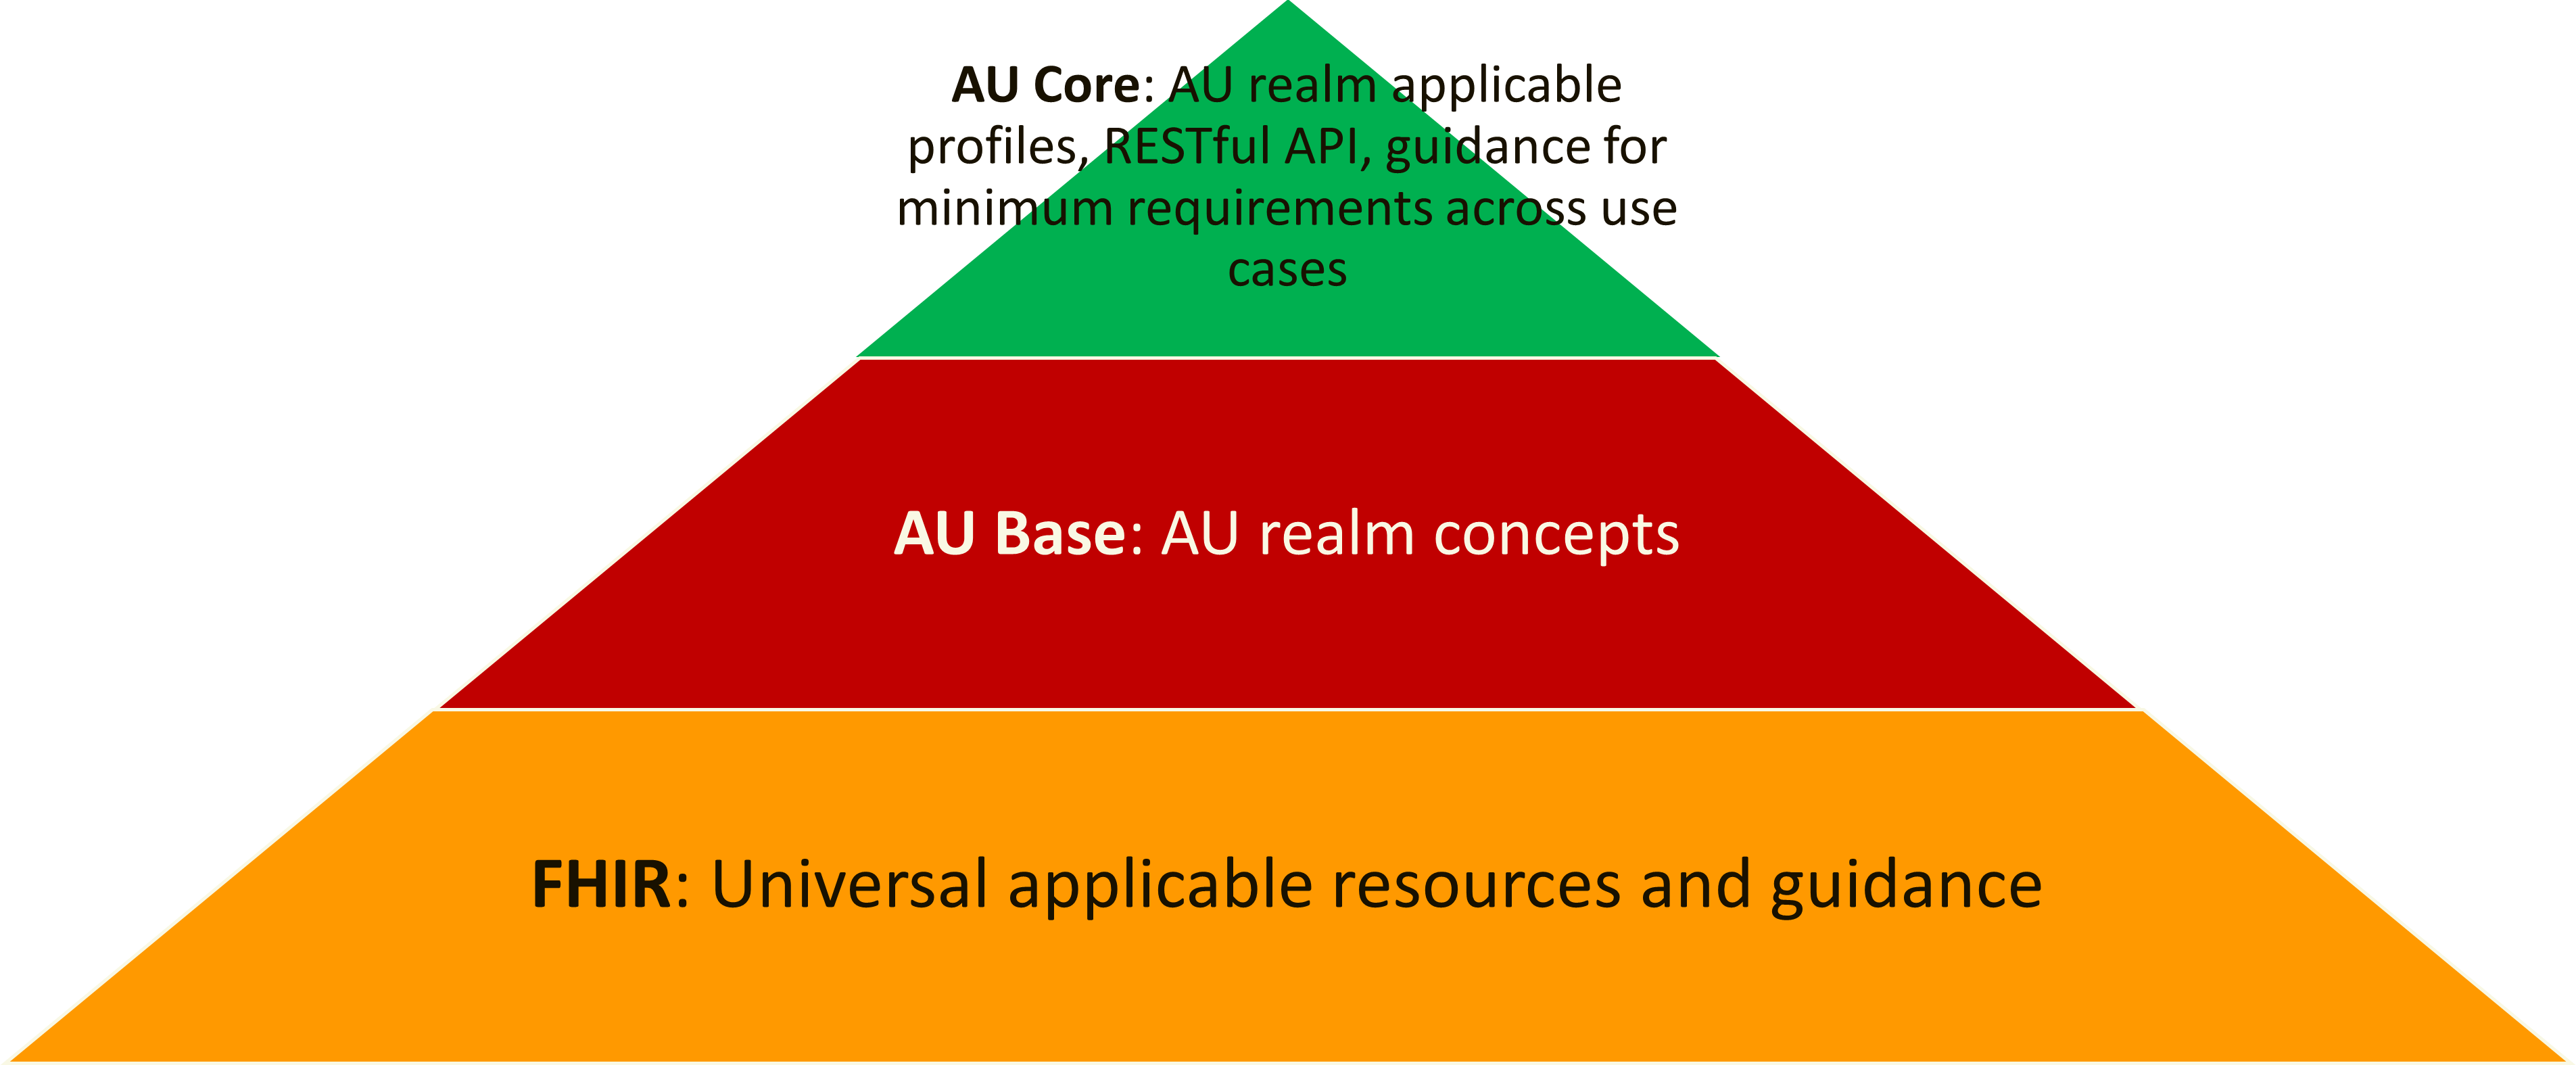 AU Core: AU realm applicable
profiles, RESTful API, guidance for
minimum requirements across use
cases
AU Base: AU realm concepts
FHIR: Universal applicable resources and guidance